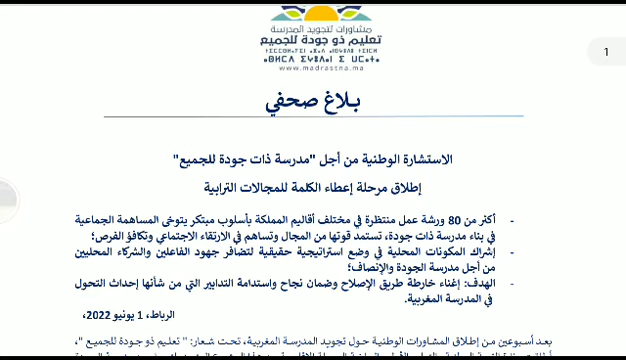 مشاورات لتجويد المدرسة
تعليم ذو جودة للجميع
www.madrastna.ma
1
بلاغ صحفي
الاستشارة الوطنية من أجل "مدرسة ذات جودة للجميع"
إطلاق مرحلة إعطاء الكلمة للمجالات الترابية
- أكثر من 80 ورشة عمل منتظرة في مختلف أقاليم المملكة بأسلوب مبتكر يتوخى المساهمة الجماعية
في بناء مدرسة ذات جودة، تستمد قوتها من المجال وتساهم في الارتقاء الاجتماعي وتكافؤ الفرص؛
- إشراك المكونات المحلية في وضع استراتيجية حقيقية لتضافر جهود الفاعلين والشركاء المحليين
من أجل مدرسة الجودة والإنصاف؛
- الهدف: إغناء خارطة طريق الإصلاح وضمان نجاح واستدامة التدابير التي من شأنها إحداث التحول
في المدرسة المغربية.
الرباط، 1 يونيو 2022،
بعد أسبوعين من إطلاق المشاورات الوطنية حول تجويد المدرسة المغربية، تحت شعار: "تعليم ذو جودة للجميع"،